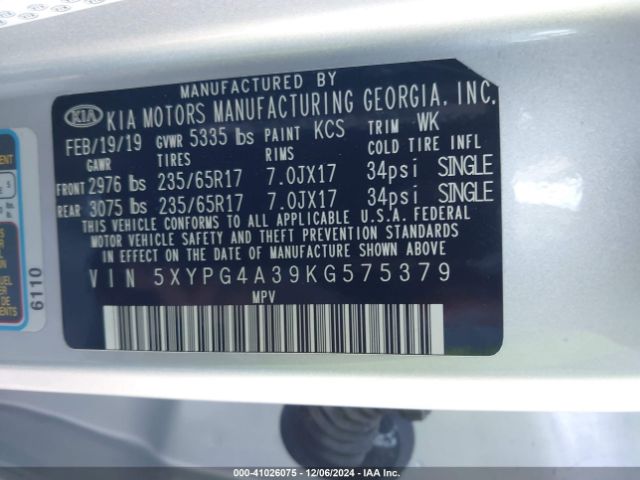 MANUFACTURED BY
KIA KIA MOTORS MANUFACTURING GEORGIA, INC.
FEB/19/19 GVWR 5335 lbs PAINT KCS TRIM WK
GAWR TIRES RIMS COLD TIRE INFL
FRONT 2976 lbs 235/65R17 7.0JX17 34psi SINGLE
REAR 3075 lbs 235/65R17 7.0JX17 34psi SINGLE
THIS VEHICLE CONFORMS TO ALL APPLICABLE U.S.A. FEDERAL
MOTOR VEHICLE SAFETY AND THEFT PREVENTION STANDARDS
IN EFFECT ON THE DATE OF MANUFACTURE SHOWN ABOVE.
VIN 5XYPG4A39KG575379
MPV
6110
000-41026075 - 12/06/2024 - IAA Inc.